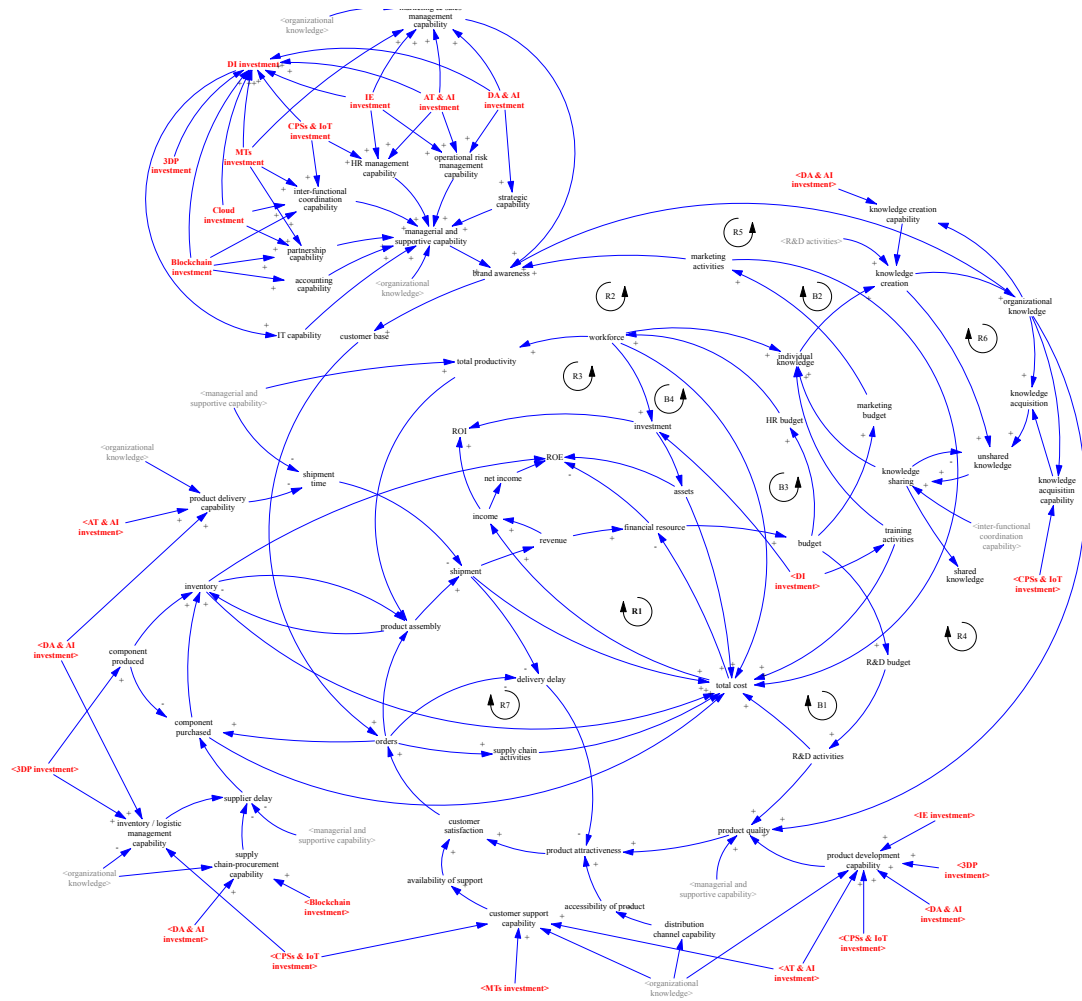 marketing & sales
management
capability
<organizational
knowledge>
DI investment
IE
investment
AT & AI
investment
DA & AI
investment
CPSs & IoT
investment
3DP
investment
MTs
investment
HR management
capability
operational risk
management
capability
<DA & AI
investment>
inter-functional
coordination
capability
strategic
capability
Cloud
investment
knowledge creation
capability
managerial and
supportive capability
R5
<R&D activities>
partnership
capability
Blockchain
investment
accounting
capability
<organizational
knowledge>
brand awareness
marketing
activities
knowledge
creation
R2
B2
organizational
knowledge
IT capability
customer base
workforce
R6
total productivity
individual
knowledge
R3
B4
<managerial and
supportive capability>
knowledge
acquisition
marketing
budget
HR budget
ROI
investment
<organizational
knowledge>
unshared
knowledge
ROE
net income
shipment
time
knowledge
sharing
knowledge
acquisition
capability
product delivery
capability
assets
B3
<AT & AI
investment>
income
financial resource
revenue
budget
training
activities
<inter-functional
coordination
capability>
shipment
<DI
investment>
shared
knowledge
<CPSs & IoT
investment>
inventory
R1
product assembly
R4
<DA & AI
investment>
component
produced
R&D budget
delivery delay
total cost
R7
B1
component
purchased
orders
supply chain
activities
R&D activities
<3DP investment>
supplier delay
inventory / logistic
management
capability
<managerial and
supportive capability>
customer
satisfaction
product quality
<IE investment>
product attractiveness
supply
chain-procurement
capability
product development
capability
<3DP
investment>
<organizational
knowledge>
availability of support
<managerial and
supportive capability>
<Blockchain
investment>
accessibility of product
<DA & AI
investment>
customer support
capability
distribution
channel capability
<DA & AI
investment>
<CPSs & IoT
investment>
<CPSs & IoT
investment>
<AT & AI
investment>
<MTs investment>
<organizational
knowledge>